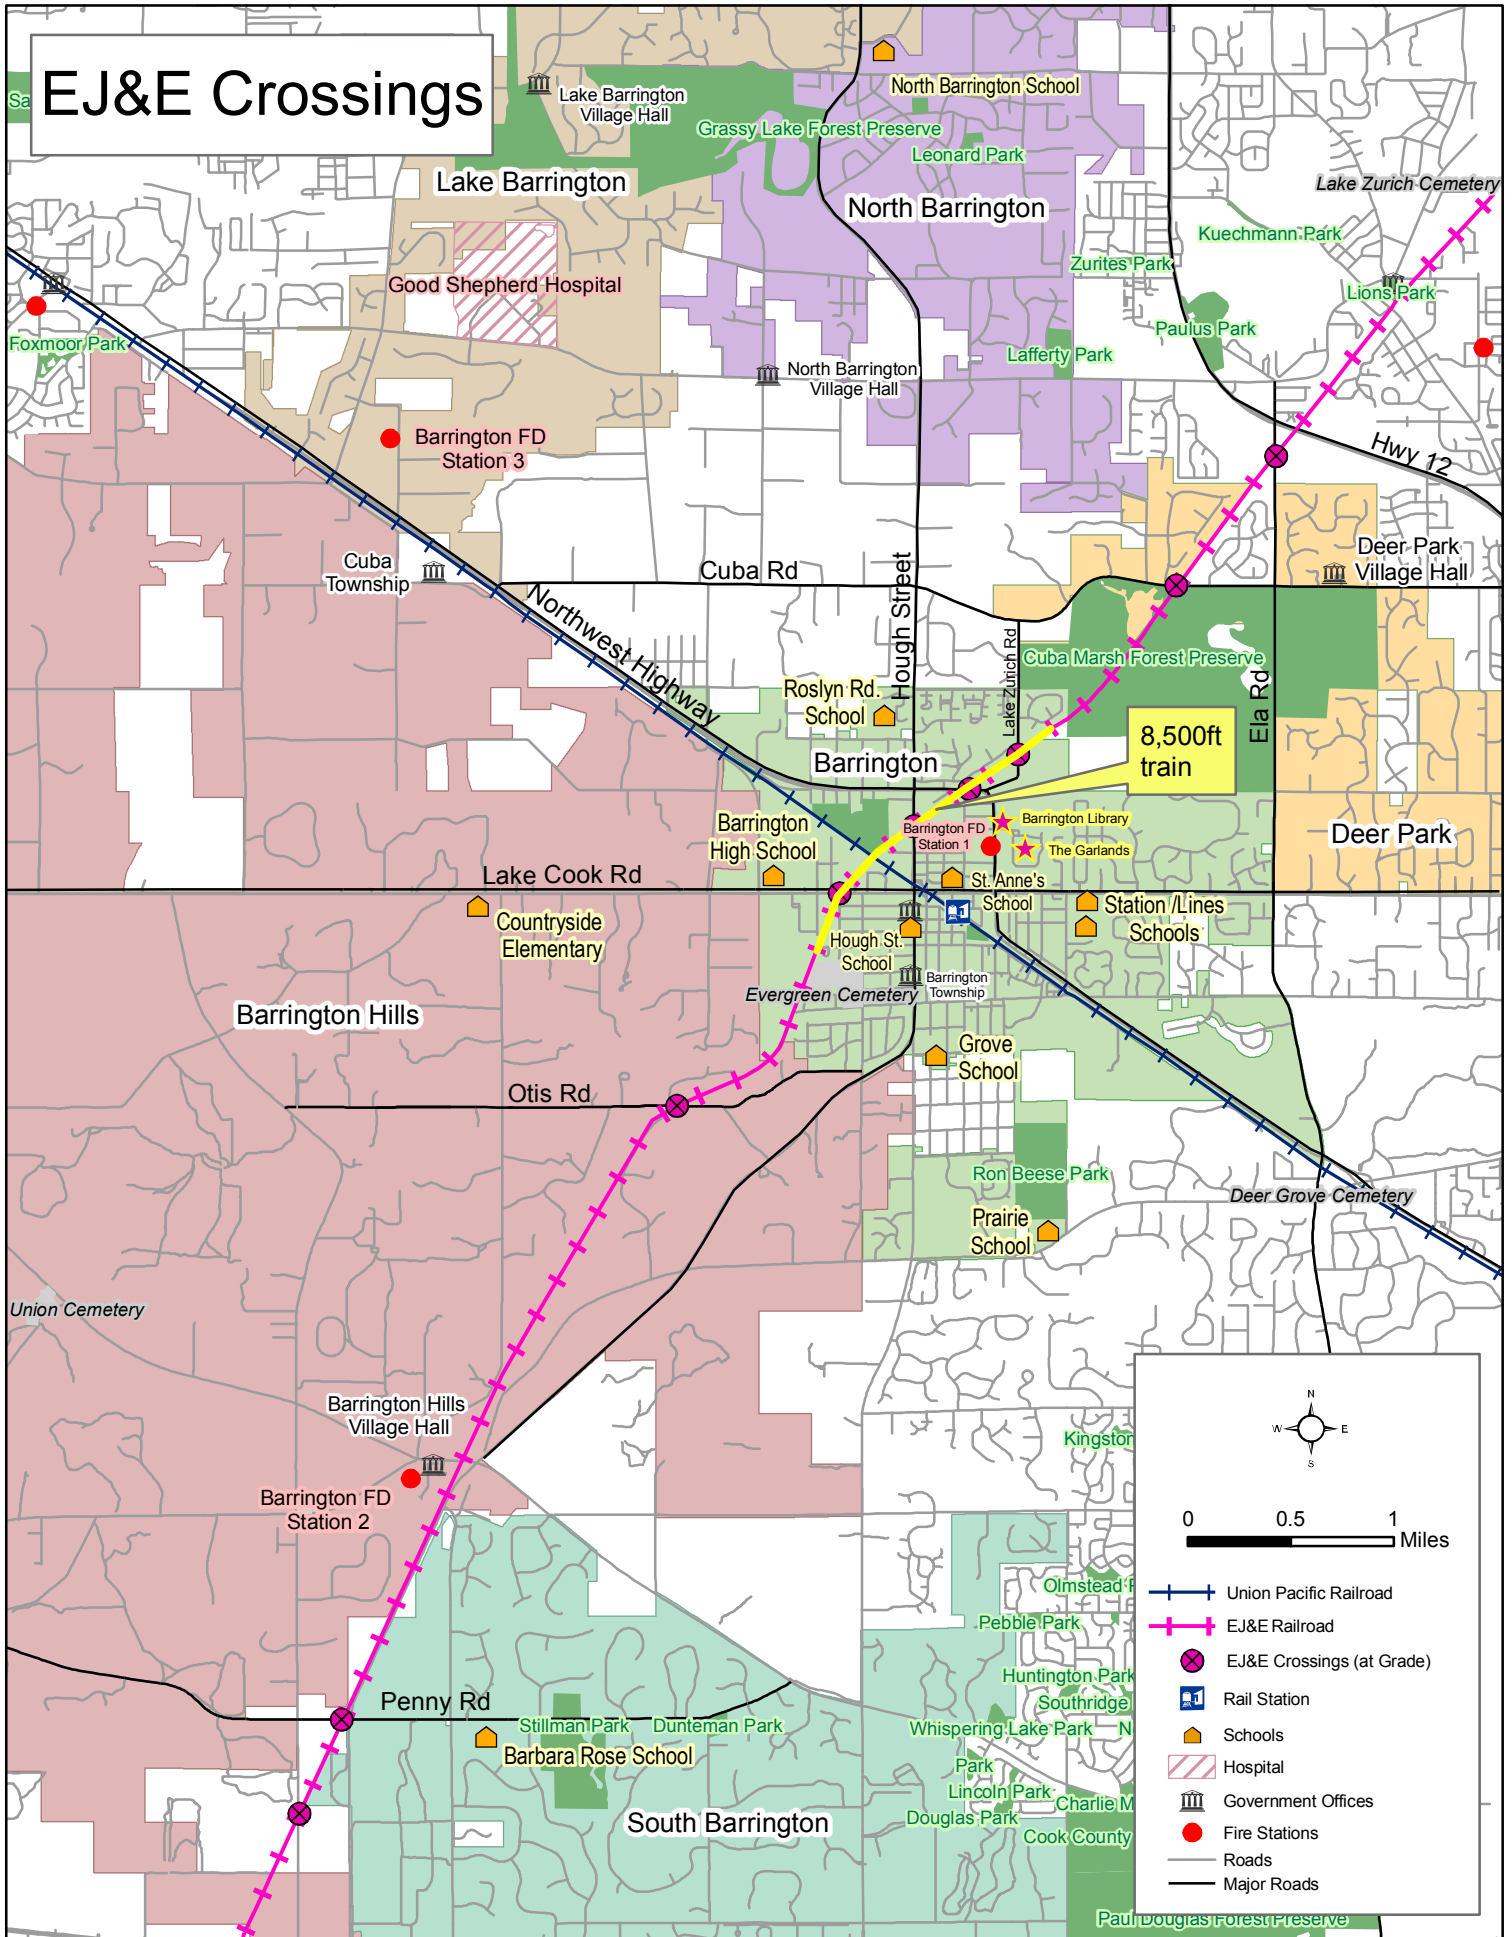 EJ&E Crossings
Sa
Lake Barrington
Village Hall
North Barrington School
Grassy Lake Forest Preserve
Leonard Park
Lake Barrington
North Barrington
Lake Zurich Cemetery
Kuechmann Park
Zurites Park
Good Shepherd Hospital
Lions Park
Foxmoor Park
Paulus Park
Lafferty Park
North Barrington
Village Hall
Barrington FD
Station 3
Hwy 12
Cuba
Township
Cuba Rd
Deer Park
Village Hall
Northwest Highway
Hough Street
Lake Zurich Rd
Cuba Marsh Forest Preserve
Ela Rd
Roslyn Rd.
School
Barrington
8,500ft
train
Barrington
High School
Barrington FD
Station 1
Barrington Library
The Garlands
Deer Park
Lake Cook Rd
St. Anne's
School
Station /Lines
Schools
Countryside
Elementary
Hough St.
School
Barrington
Township
Evergreen Cemetery
Barrington Hills
Grove
School
Otis Rd
Ron Beese Park
Deer Grove Cemetery
Prairie
School
Union Cemetery
Barrington Hills
Village Hall
Barrington FD
Station 2
Kingston
N
W
E
S
0
0.5
1
Miles
Olmstead P
Pebble Park
Huntington Park
Southridge
Whispering Lake Park
N
Park
Lincoln Park
Charlie M
Douglas Park
Cook County
Paul Douglas Forest Preserve
Penny Rd
Stillman Park
Dunteman Park
Barbara Rose School
South Barrington
Union Pacific Railroad
EJ&E Railroad
EJ&E Crossings (at Grade)
Rail Station
Schools
Hospital
Government Offices
Fire Stations
Roads
Major Roads